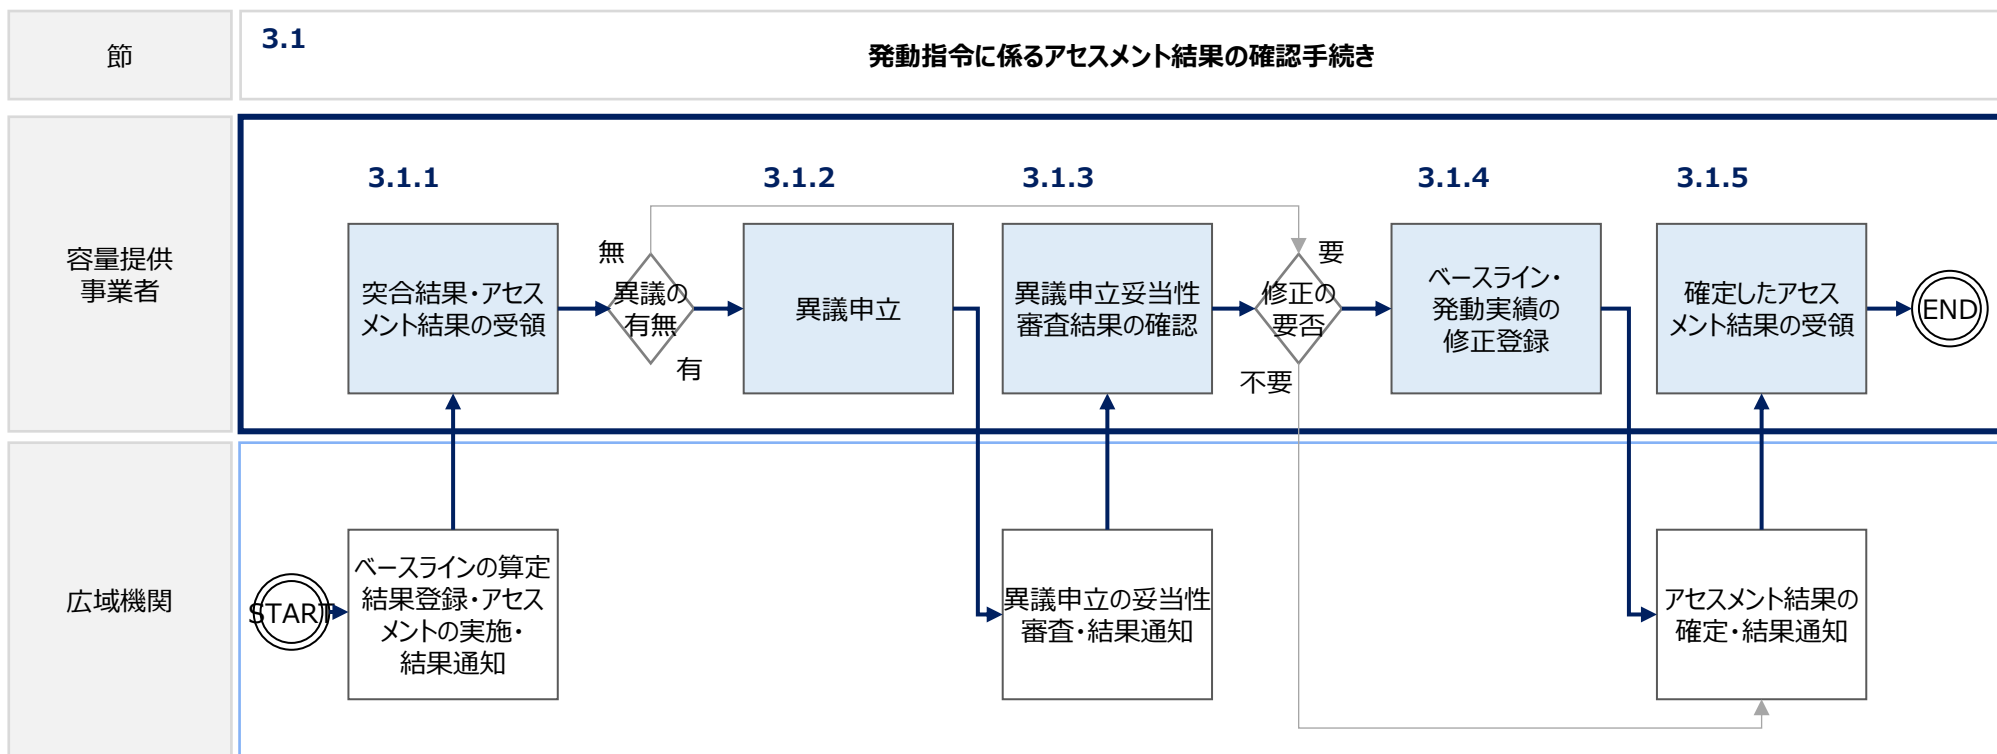 節
3.1
発動指令に係るアセスメント結果の確認手続き
容量提供
事業者
3.1.1
3.1.2
3.1.3
3.1.4
3.1.5
突合結果・アセス
メント結果の受領
無
異議の
有無
有
異議申立
異議申立妥当性
審査結果の確認
要
修正の
要否
不要
ベースライン・
発動実績の
修正登録
確定したアセス
メント結果の受領
END
広域機関
START
ベースラインの算定
結果登録・アセス
メントの実施・
結果通知
異議申立の妥当性
審査・結果通知
アセスメント結果の
確定・結果通知